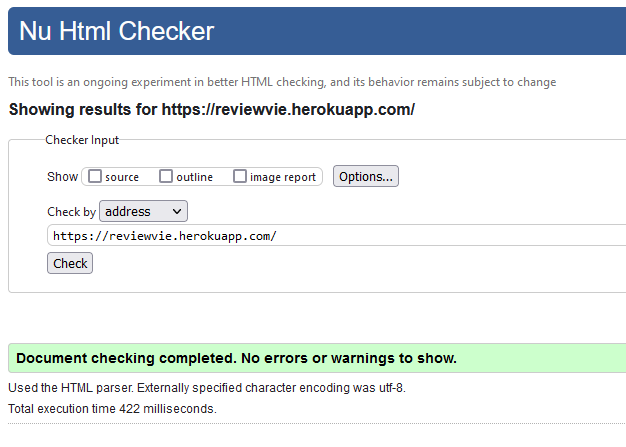 Nu Html Checker
This tool is an ongoing experiment in better HTML checking, and its behavior remains subject to change
Showing results for https://reviewvie.herokuapp.com/
Checker Input
Show source outline image report Options...
Check by address
https://reviewvie.herokuapp.com/
Check
Document checking completed. No errors or warnings to show.
Used the HTML parser. Externally specified character encoding was utf-8.
Total execution time 422 milliseconds.